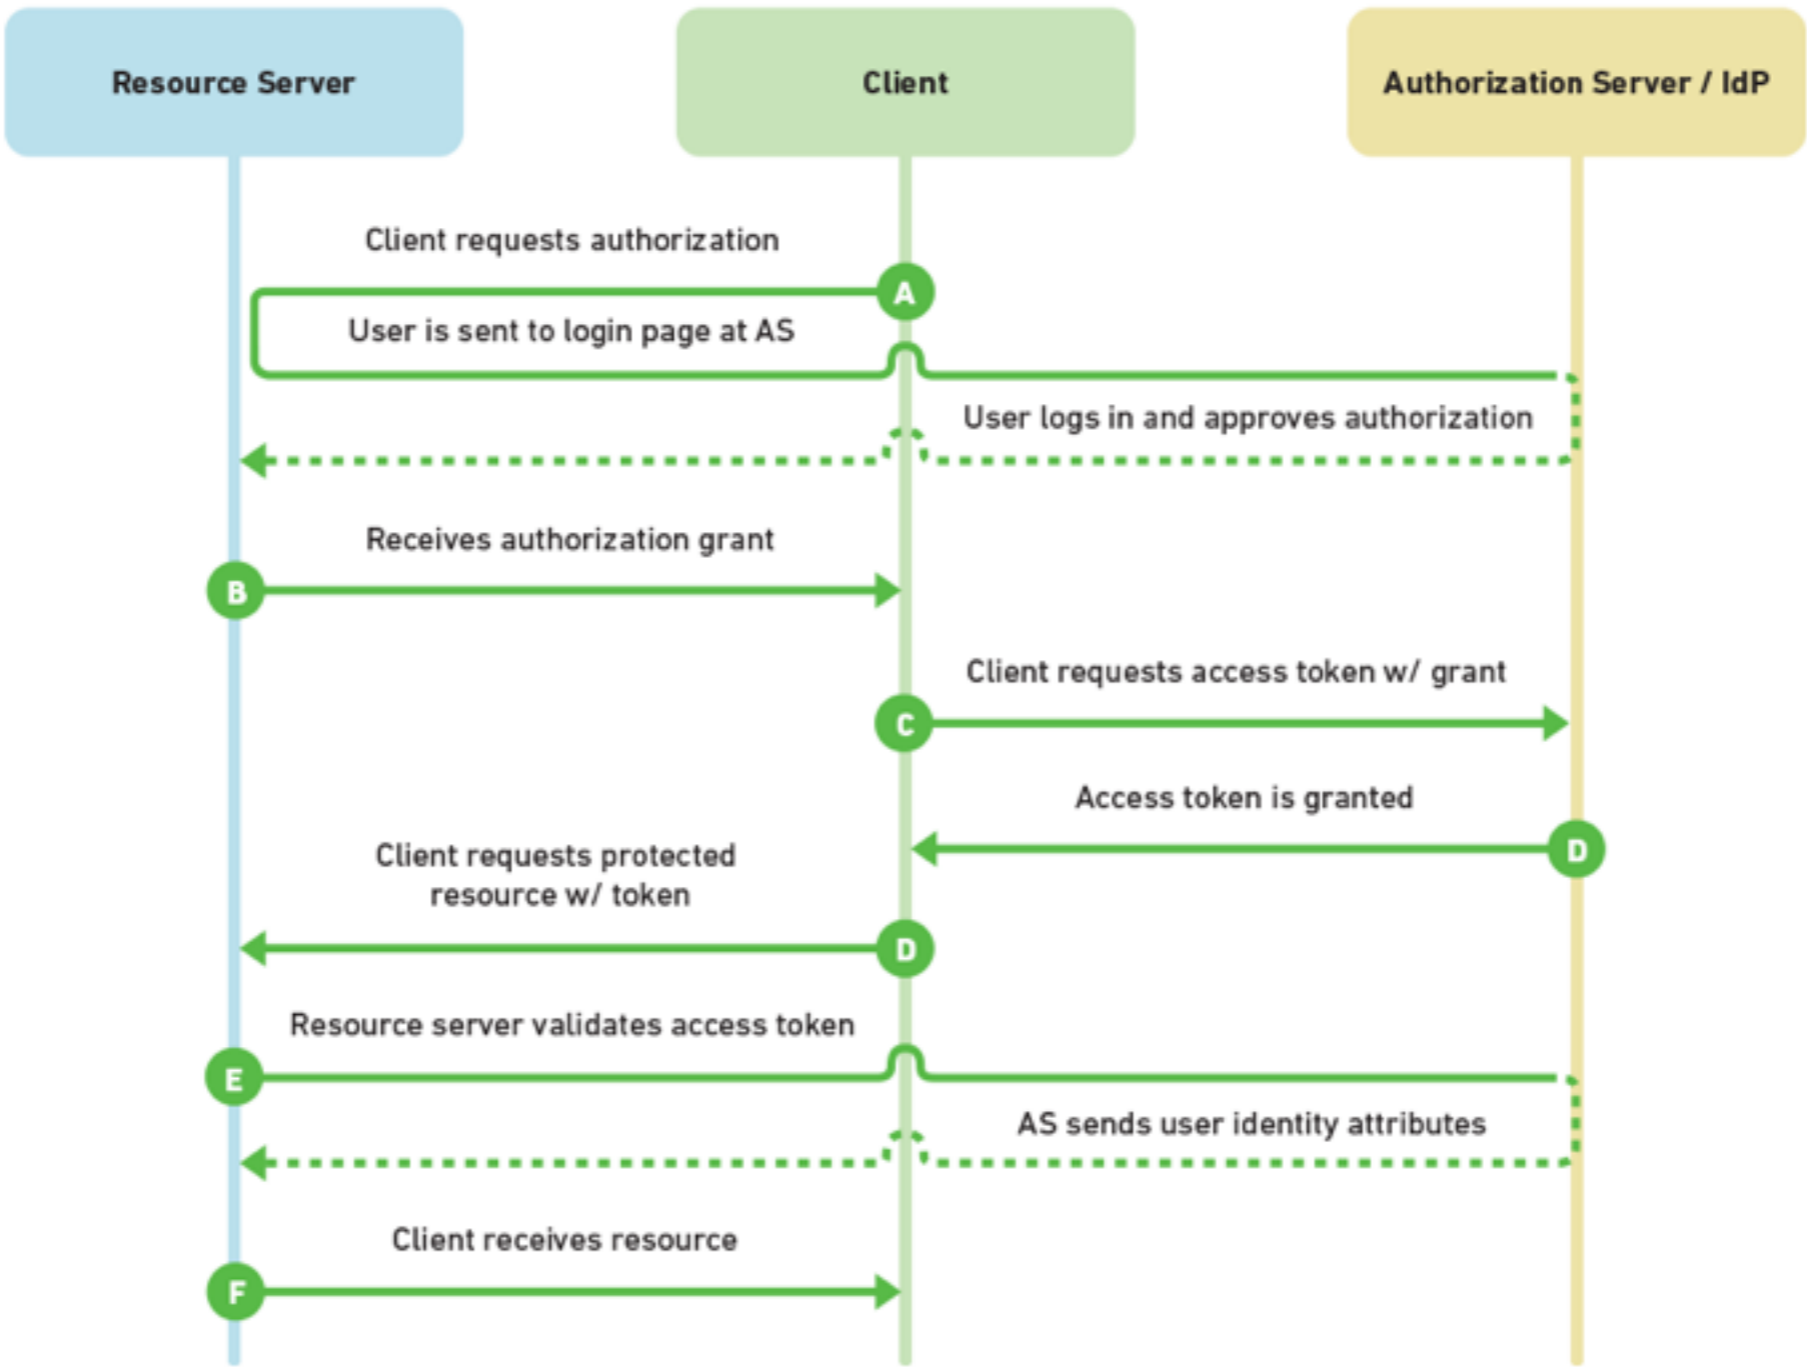 Resource Server
Client
Authorization Server / IdP
Client requests authorization
A
User is sent to login page at AS
User logs in and approves authorization
Receives authorization grant
B
Client requests access token w/ grant
C
Access token is granted
D
Client requests protected
resource w/ token
D
Resource server validates access token
E
AS sends user identity attributes
Client receives resource
F